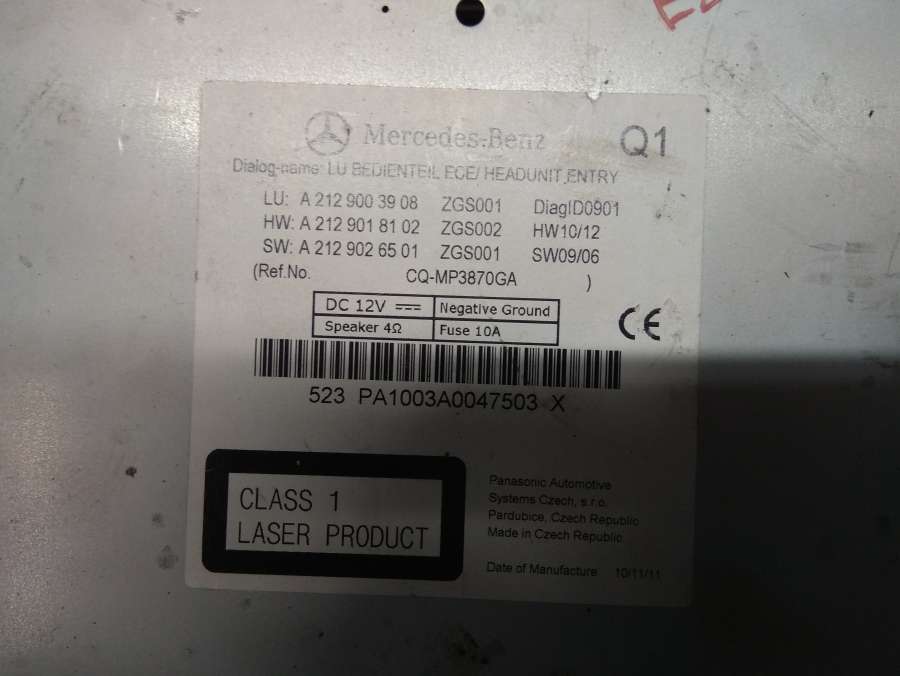 Mercedes-Benz Q1
Dialog-name: LU BEDIENTEIL ECE/ HEADUNIT ENTRY
LU: A 212 900 39 08 ZGS001 DiagID0901
HW: A 212 901 81 02 ZGS002 HW10/12
SW: A 212 902 65 01 ZGS001 SW09/06
(Ref.No. CQ-MP3870GA )
DC 12V ⎓ Negative Ground
Speaker 4Ω Fuse 10A
CE
523 PA1003A0047503 X
CLASS 1
LASER PRODUCT
Panasonic Automotive
Systems Czech, s.r.o.
Pardubice, Czech Republic
Made in Czech Republic
Date of Manufacture 10/11/11